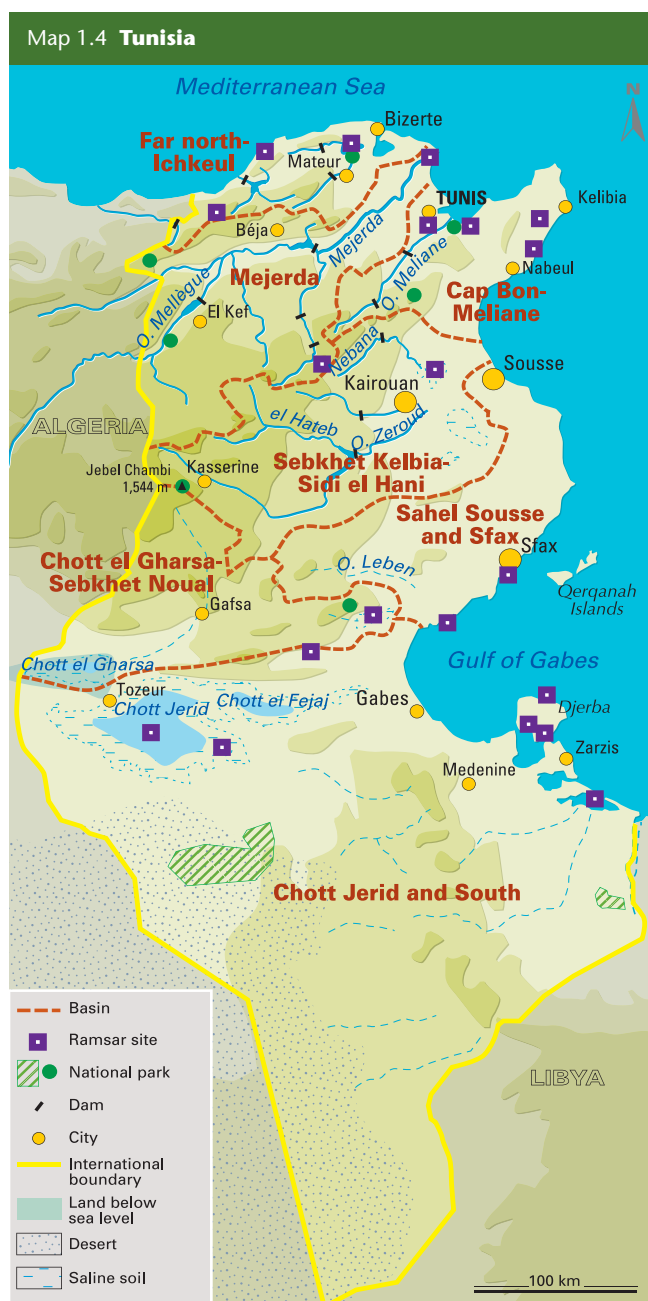 Map 1.4 Tunisia
Mediterranean Sea
N
Bizerte
Far north-
Ichkeul
Mateur
TUNIS
Kelibia
Béja
Mejerda
Mejerda
O. Meliane
Nabeul
Cap Bon-
Meliane
O. Mellègue
El Kef
Nebana
Sousse
Kairouan
ALGERIA
el Hateb
O. Zeroud
Jebel Chambi
1,544 m
Kasserine
Sebkhet Kelbia-
Sidi el Hani
Sahel Sousse
and Sfax
Sfax
Chott el Gharsa-
Sebkhet Noual
O. Leben
Qerqanah
Islands
Gafsa
Chott el Gharsa
Gulf of Gabes
Tozeur
Chott Jerid
Chott el Fejaj
Gabes
Djerba
Zarzis
Medenine
Chott Jerid and South
LIBYA
Basin
Ramsar site
National park
Dam
City
International
boundary
Land below
sea level
Desert
Saline soil
100 km